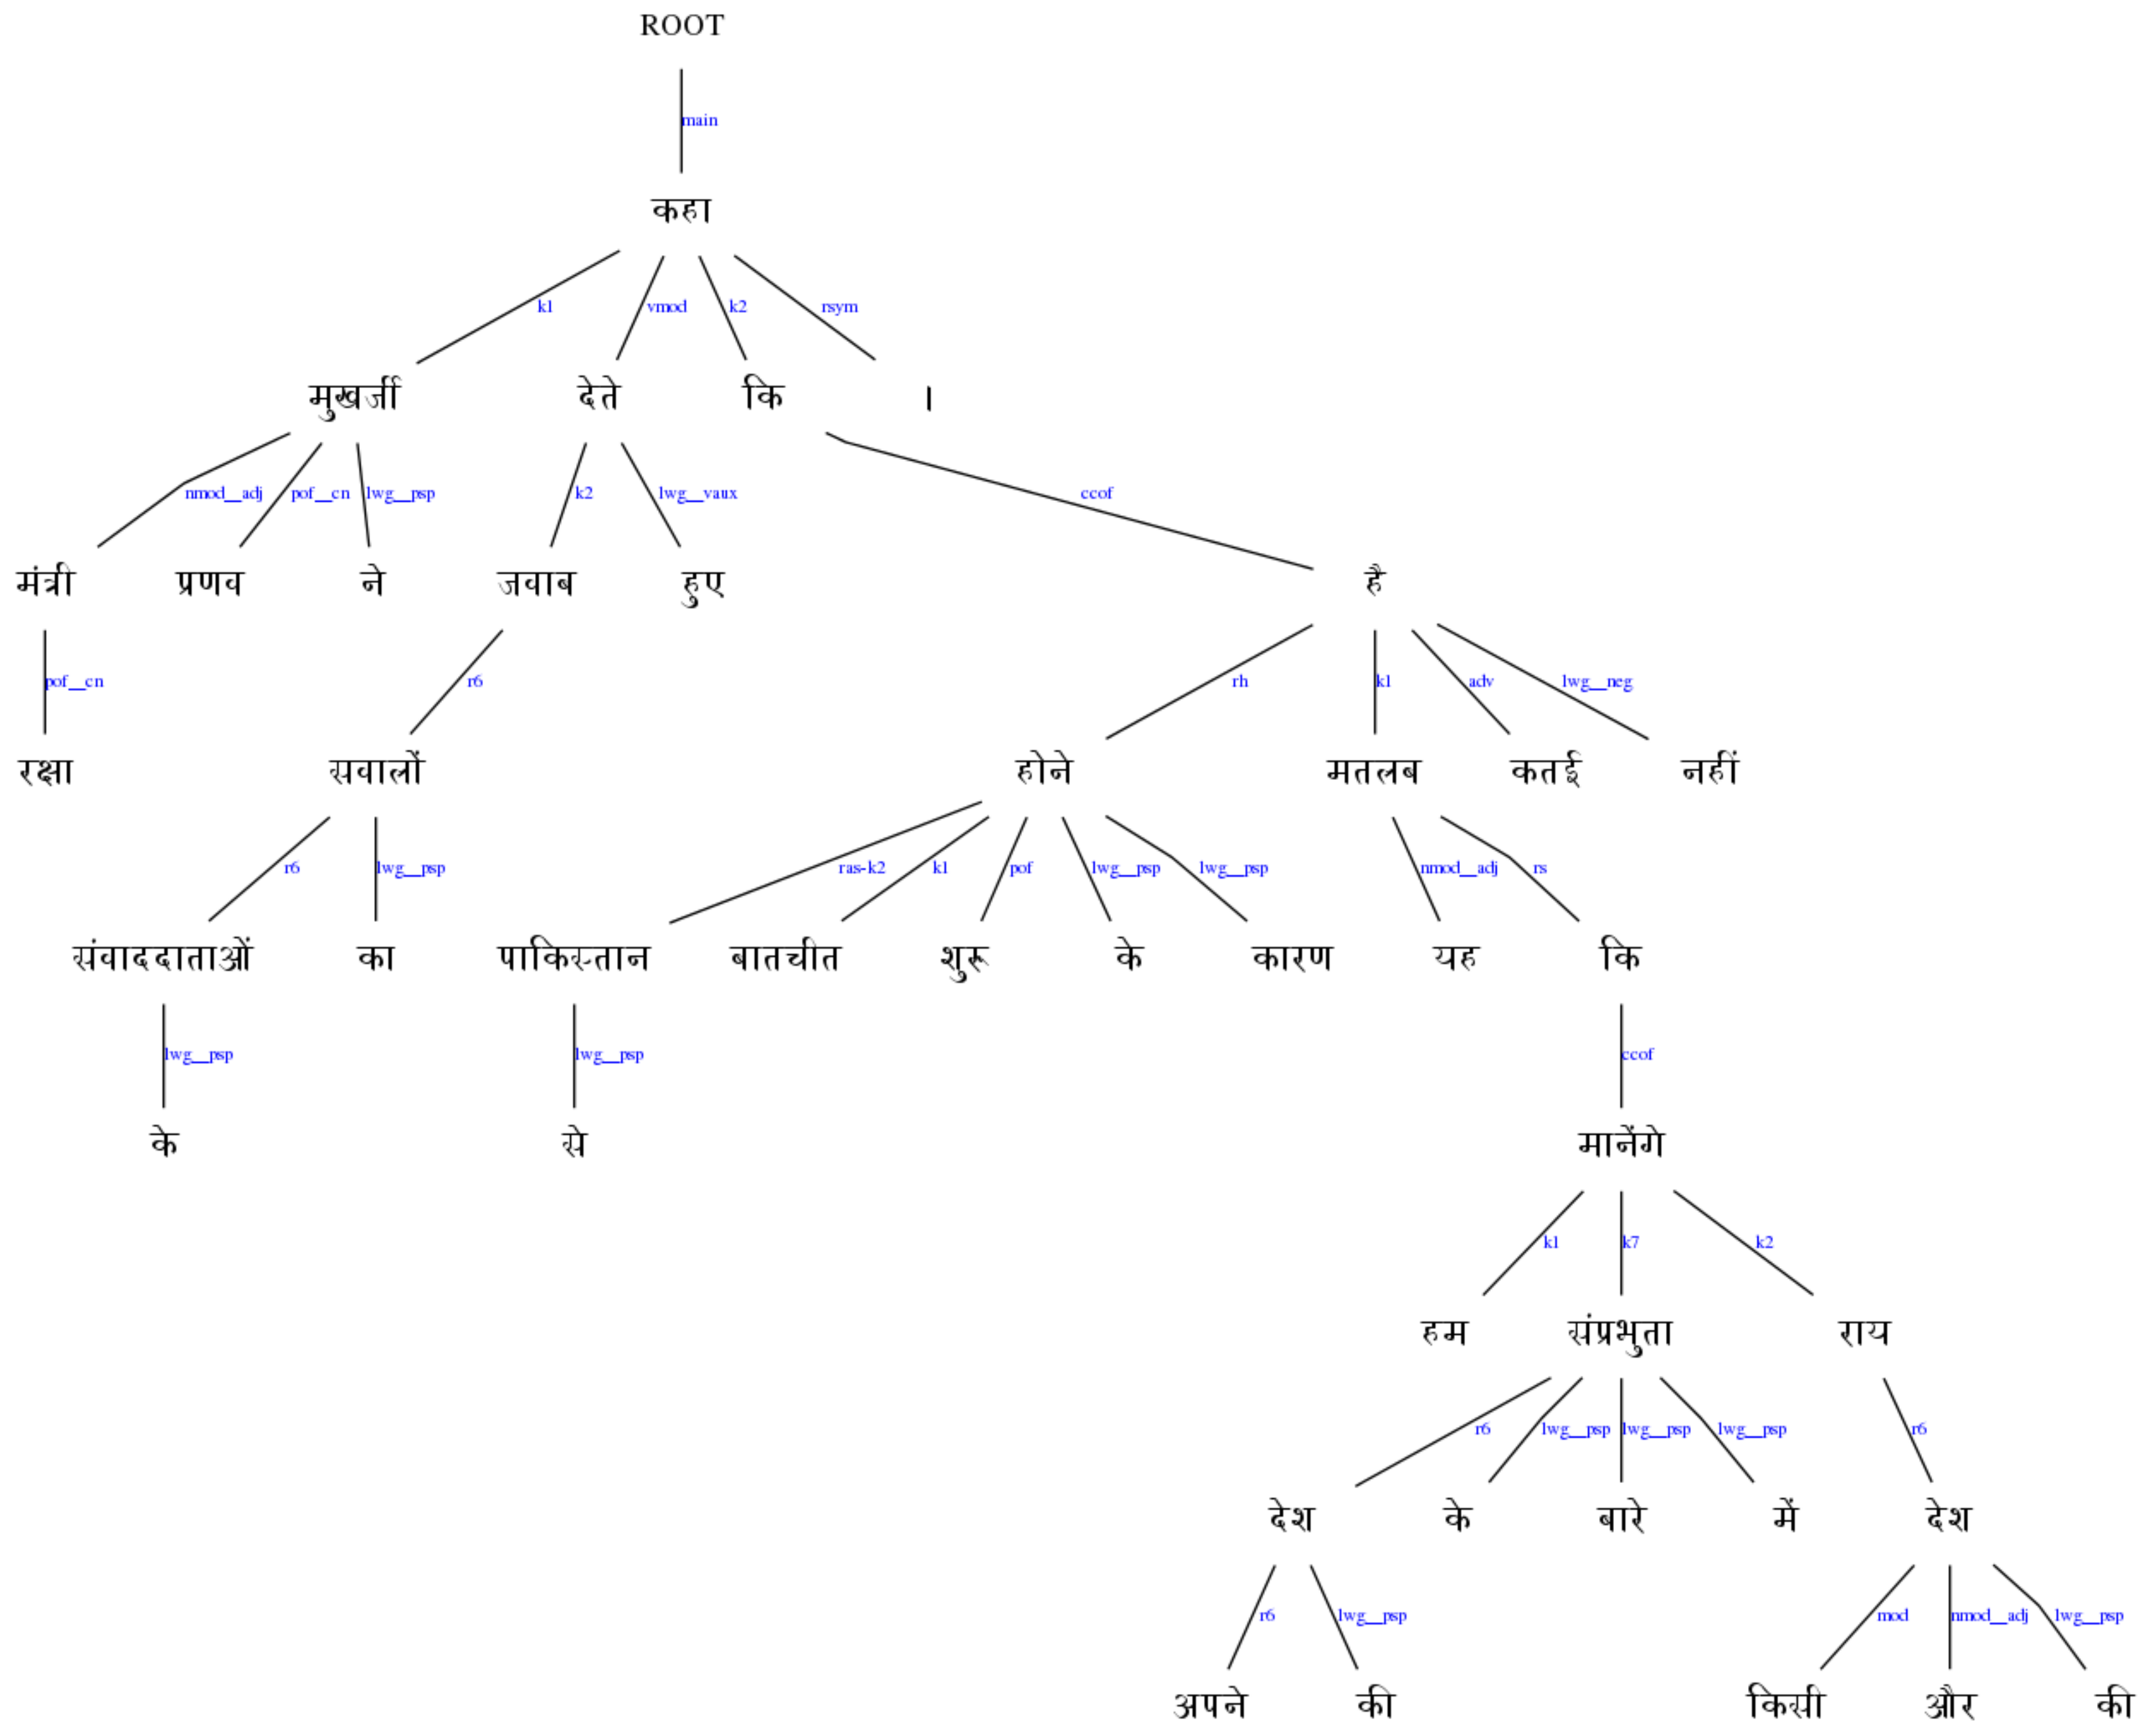 ROOT
main
कहा
k1 vmod k2 rsym
मुखर्जी देते कि ।
nmod__adj pof__cn lwg__psp k2 lwg__vaux ccof
मंत्री प्रणव ने जवाब हुए है
pof__cn r6 rh k1 adv lwg__neg
रक्षा सवालों होने मतलब कतई नहीं
r6 lwg__psp ras-k2 k1 pof lwg__psp lwg__psp nmod__adj rs
संवाददाताओं का पाकिस्तान बातचीत शुरू के कारण यह कि
lwg__psp lwg__psp ccof
के से मानेंगे
k1 k7 k2
हम संप्रभुता राय
r6 lwg__psp lwg__psp lwg__psp r6
देश के बारे में देश
r6 lwg__psp mod nmod__adj lwg__psp
अपने की किसी और की